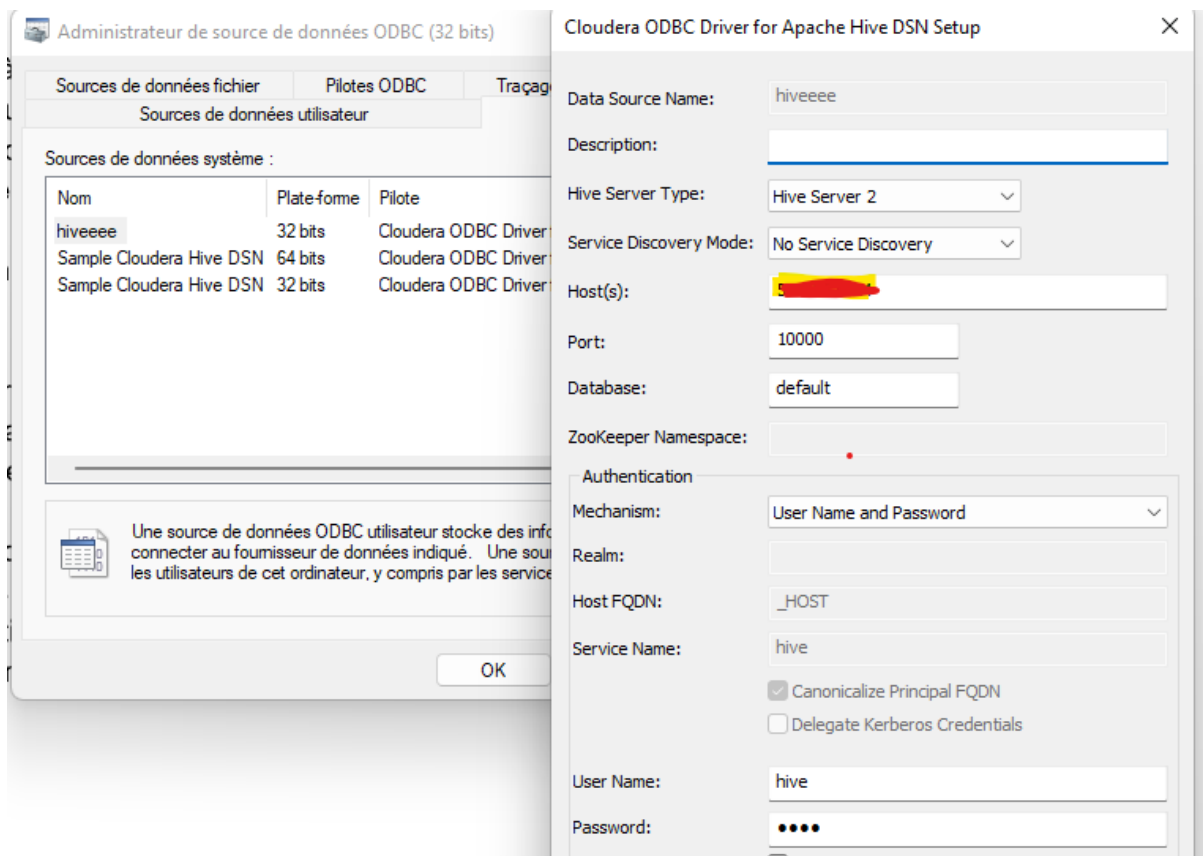 Administrateur de source de données ODBC (32 bits)
Sources de données fichier
Pilotes ODBC
Sources de données utilisateur
Sources de données système :
Nom Plate-forme Pilote
hiveeee 32 bits Cloudera ODBC Driver
Sample Cloudera Hive DSN 64 bits Cloudera ODBC Driver
Sample Cloudera Hive DSN 32 bits Cloudera ODBC Driver
Une source de données ODBC utilisateur stocke des
connecter au fournisseur de données indiqué. Une
les utilisateurs de cet ordinateur, y compris par les
OK
Cloudera ODBC Driver for Apache Hive DSN Setup
Data Source Name: hiveeee
Description:
Hive Server Type: Hive Server 2
Service Discovery Mode: No Service Discovery
Host(s):
Port: 10000
Database: default
ZooKeeper Namespace:
Authentication
Mechanism: User Name and Password
Realm:
Host FQDN: _HOST
Service Name: hive
Canonicalize Principal FQDN
Delegate Kerberos Credentials
User Name: hive
Password: ••••